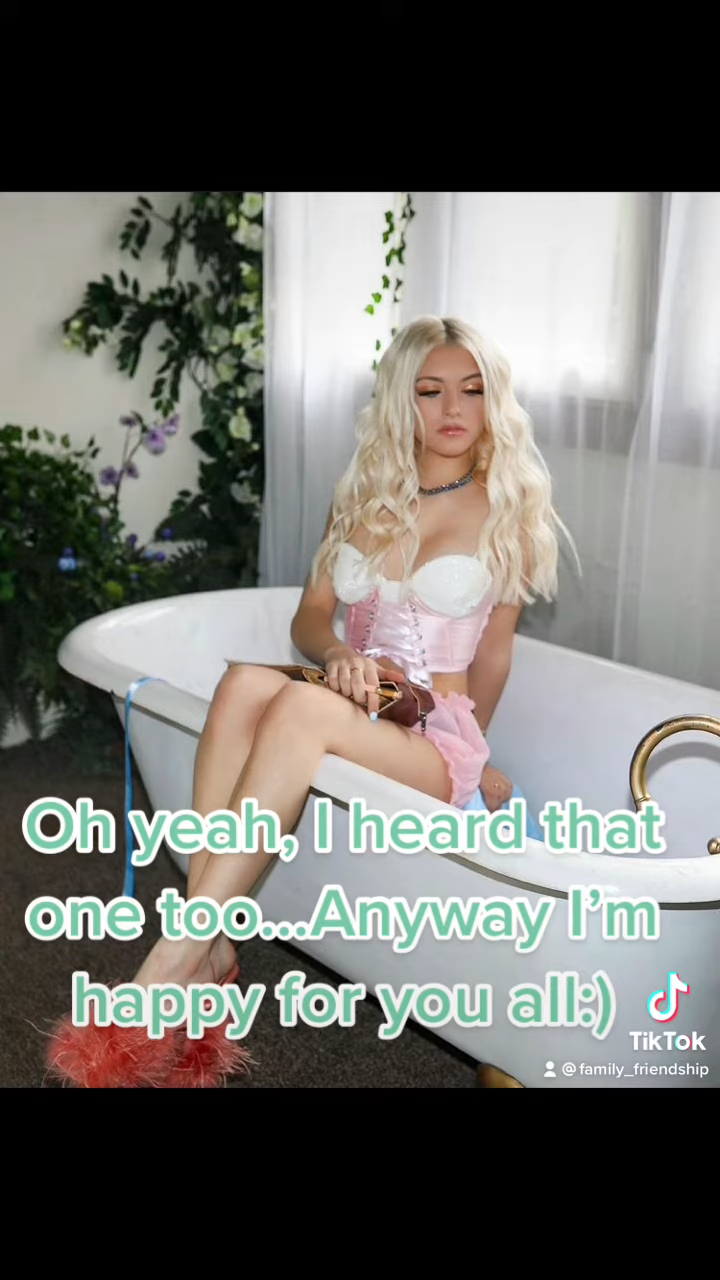 Oh yeah, I heard that
one too...Anyway I'm
happy for you all:)
TikTok
@family_friendship